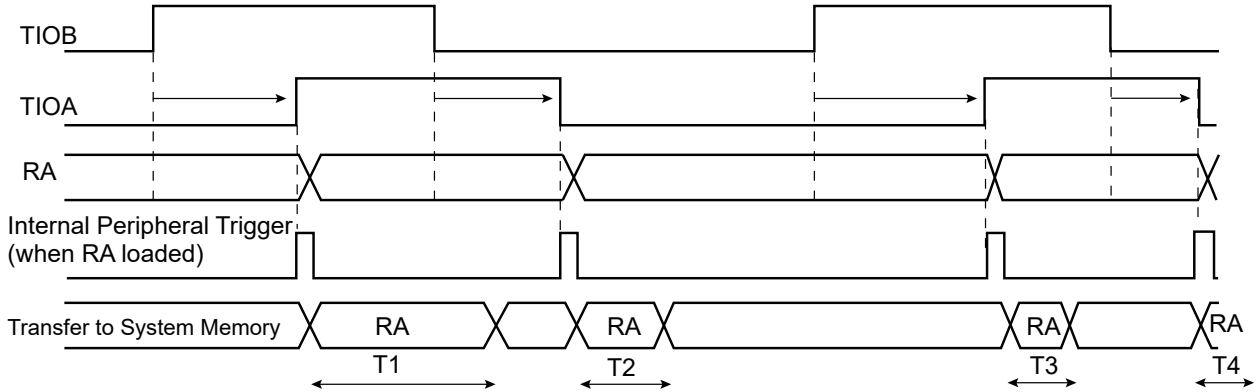 TIOB
TIOA
RA
Internal Peripheral Trigger
(when RA loaded)
Transfer to System Memory
RA
RA
RA
RA
T1
T2
T3
T4